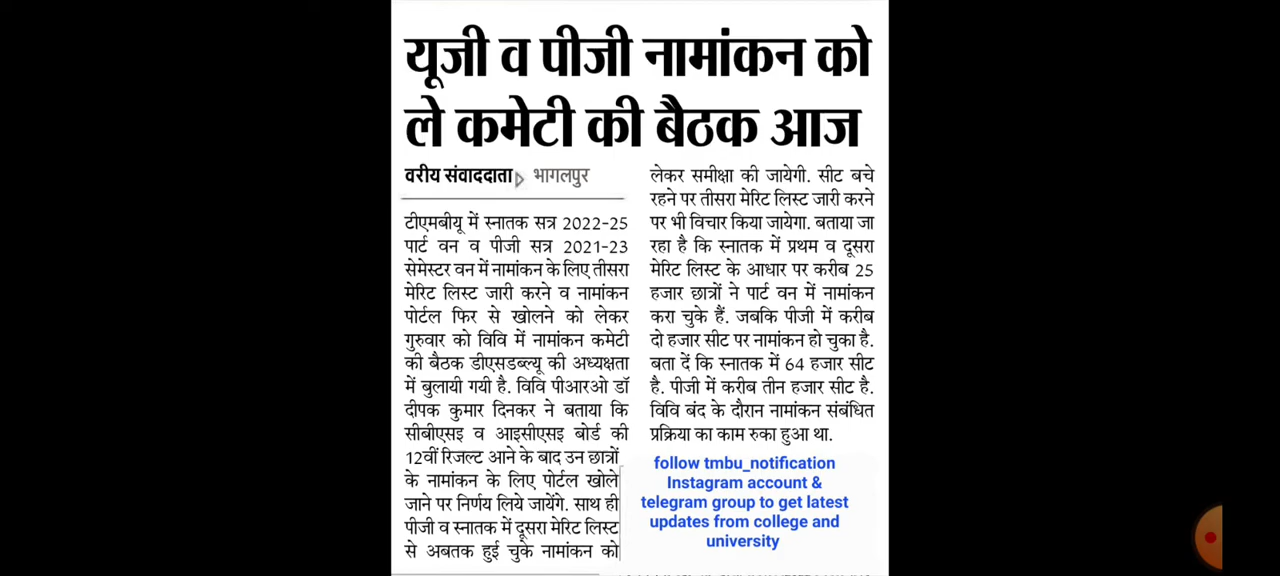 यूजी व पीजी नामांकन को
ले कमेटी की बैठक आज
वरीय संवाददाता भागलपुर
टीएमबीयू में स्नातक सत्र 2022-25
पार्ट वन व पीजी सत्र 2021-23
सेमेस्टर वन में नामांकन के लिए तीसरा
मेरिट लिस्ट जारी करने व नामांकन
पोर्टल फिर से खोलने को लेकर
गुरुवार को विवि में नामांकन कमेटी
की बैठक डीएसडब्ल्यू की अध्यक्षता
में बुलायी गयी है. विवि पीआरओ डॉ
दीपक कुमार दिनकर ने बताया कि
सीबीएसइ व आइसीएसइ बोर्ड की
12वीं रिजल्ट आने के बाद उन छात्रों
के नामांकन के लिए पोर्टल खोले
जाने पर निर्णय लिये जायेंगे. साथ ही
पीजी व स्नातक में दूसरा मेरिट लिस्ट
से अबतक हुई चुके नामांकन को
लेकर समीक्षा की जायेगी. सीट बचे
रहने पर तीसरा मेरिट लिस्ट जारी करने
पर भी विचार किया जायेगा. बताया जा
रहा है कि स्नातक में प्रथम व दूसरा
मेरिट लिस्ट के आधार पर करीब 25
हजार छात्रों ने पार्ट वन में नामांकन
करा चुके हैं. जबकि पीजी में करीब
दो हजार सीट पर नामांकन हो चुका है.
बता दें कि स्नातक में 64 हजार सीट
है. पीजी में करीब तीन हजार सीट है.
विवि बंद के दौरान नामांकन संबंधित
प्रक्रिया का काम रुका हुआ था.
follow tmbu_notification
Instagram account &
telegram group to get latest
updates from college and
university